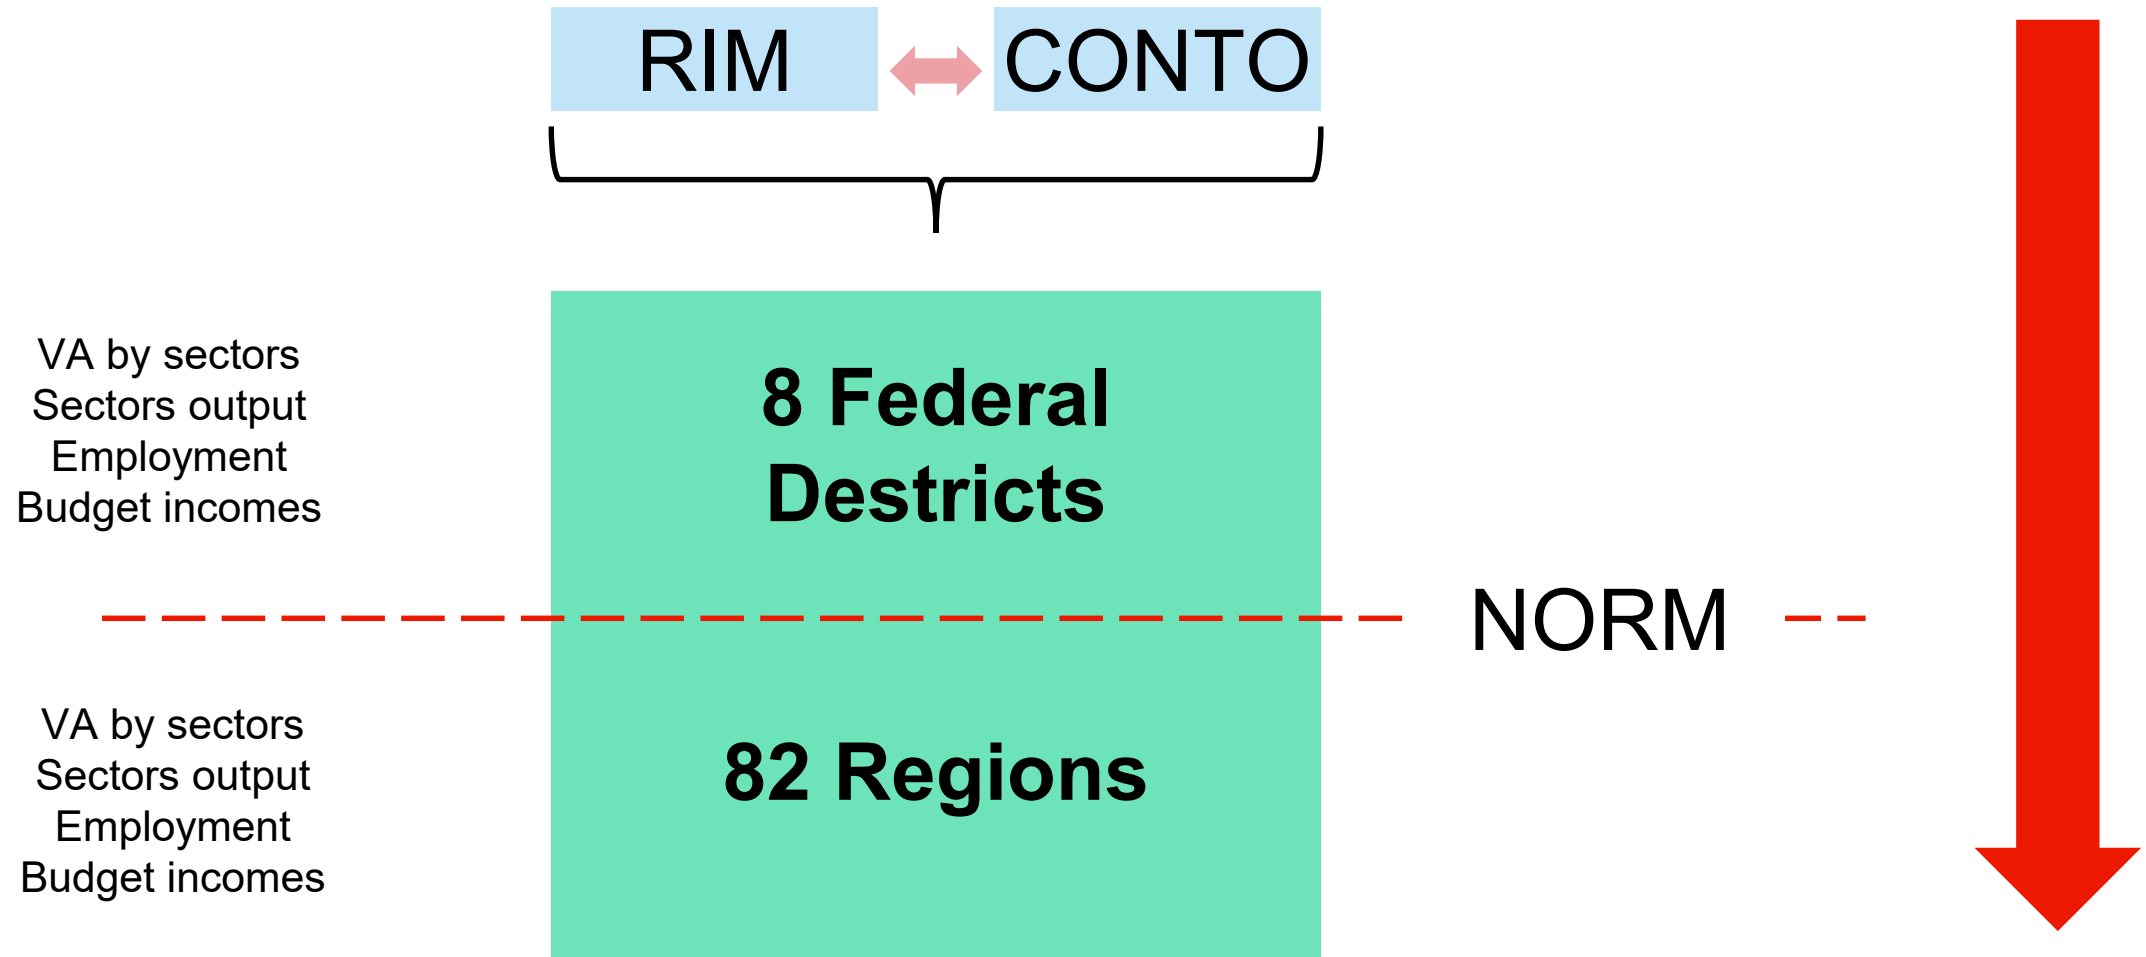 RIM
CONTO
VA by sectors
Sectors output
Employment
Budget incomes
8 Federal
Destricts
NORM
VA by sectors
Sectors output
Employment
Budget incomes
82 Regions